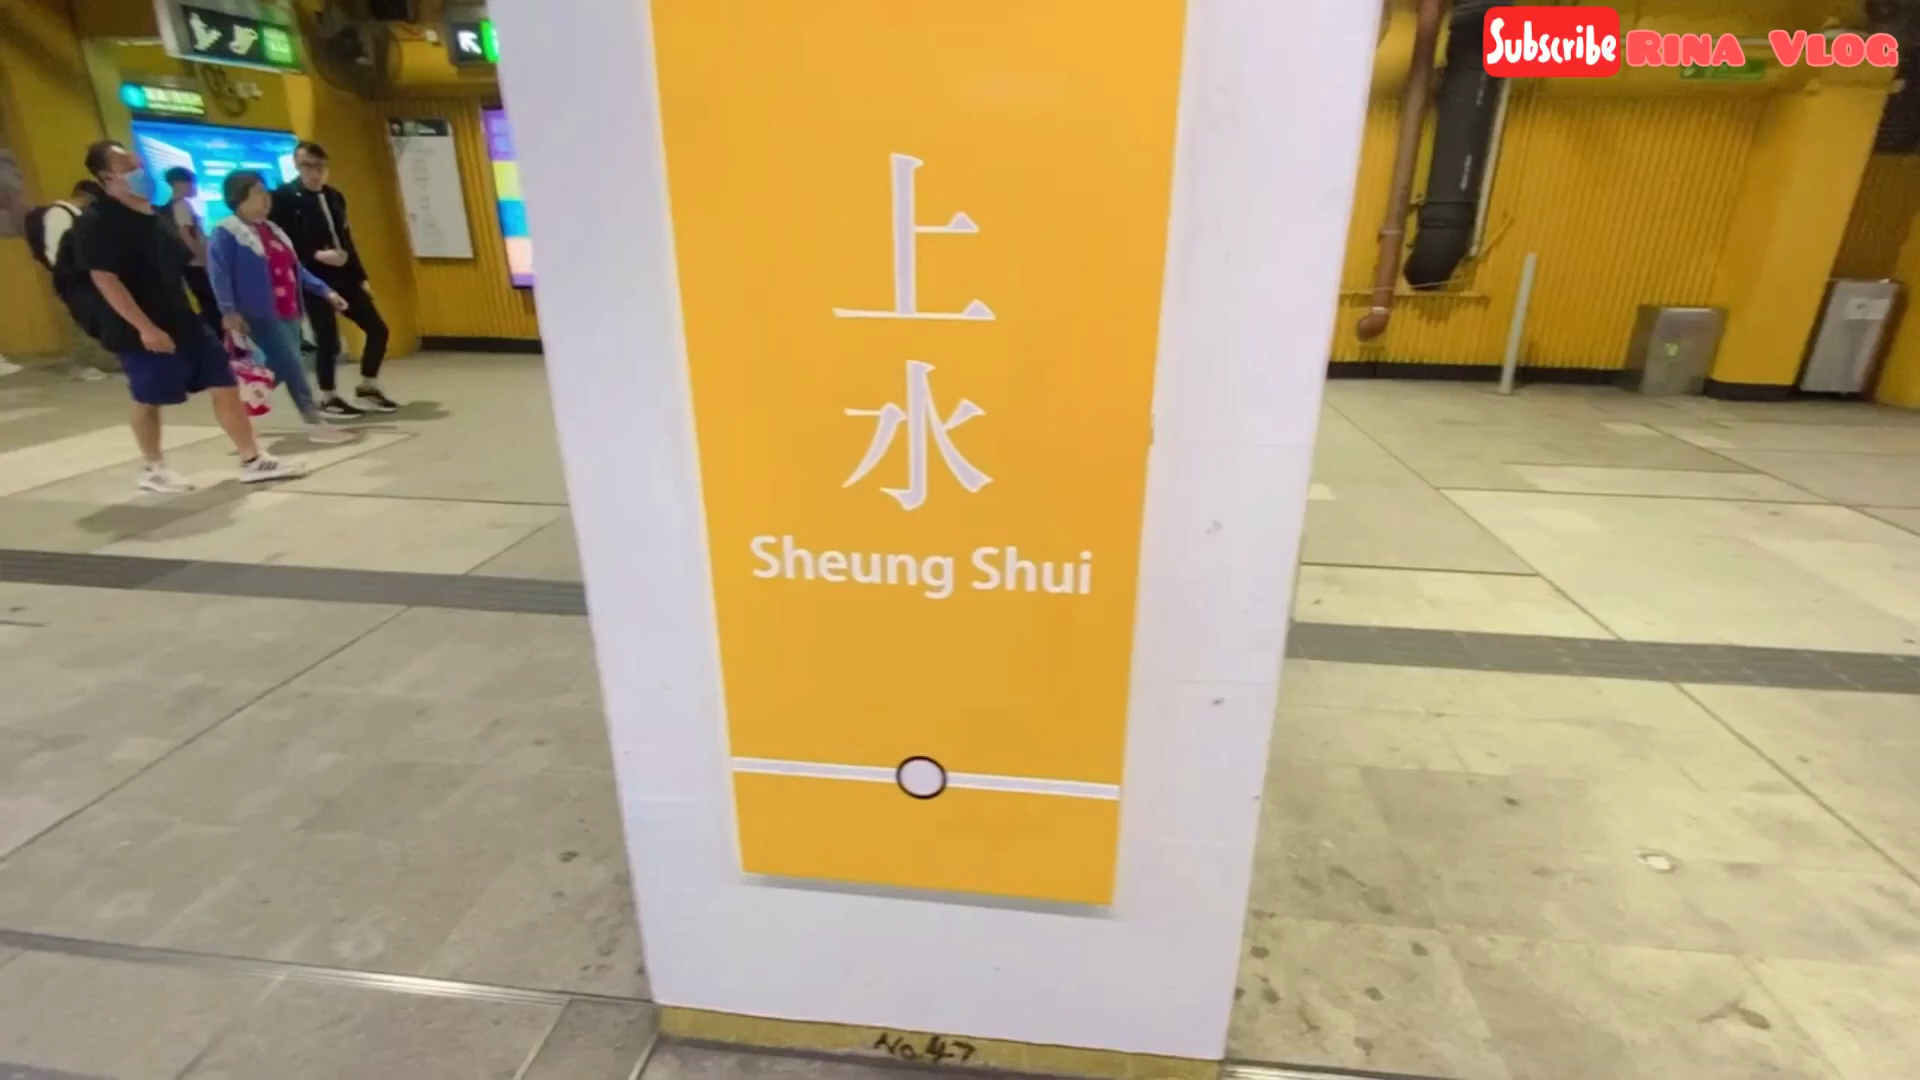 Subscribe RINA VLOG
上
水
Sheung Shui
No.47